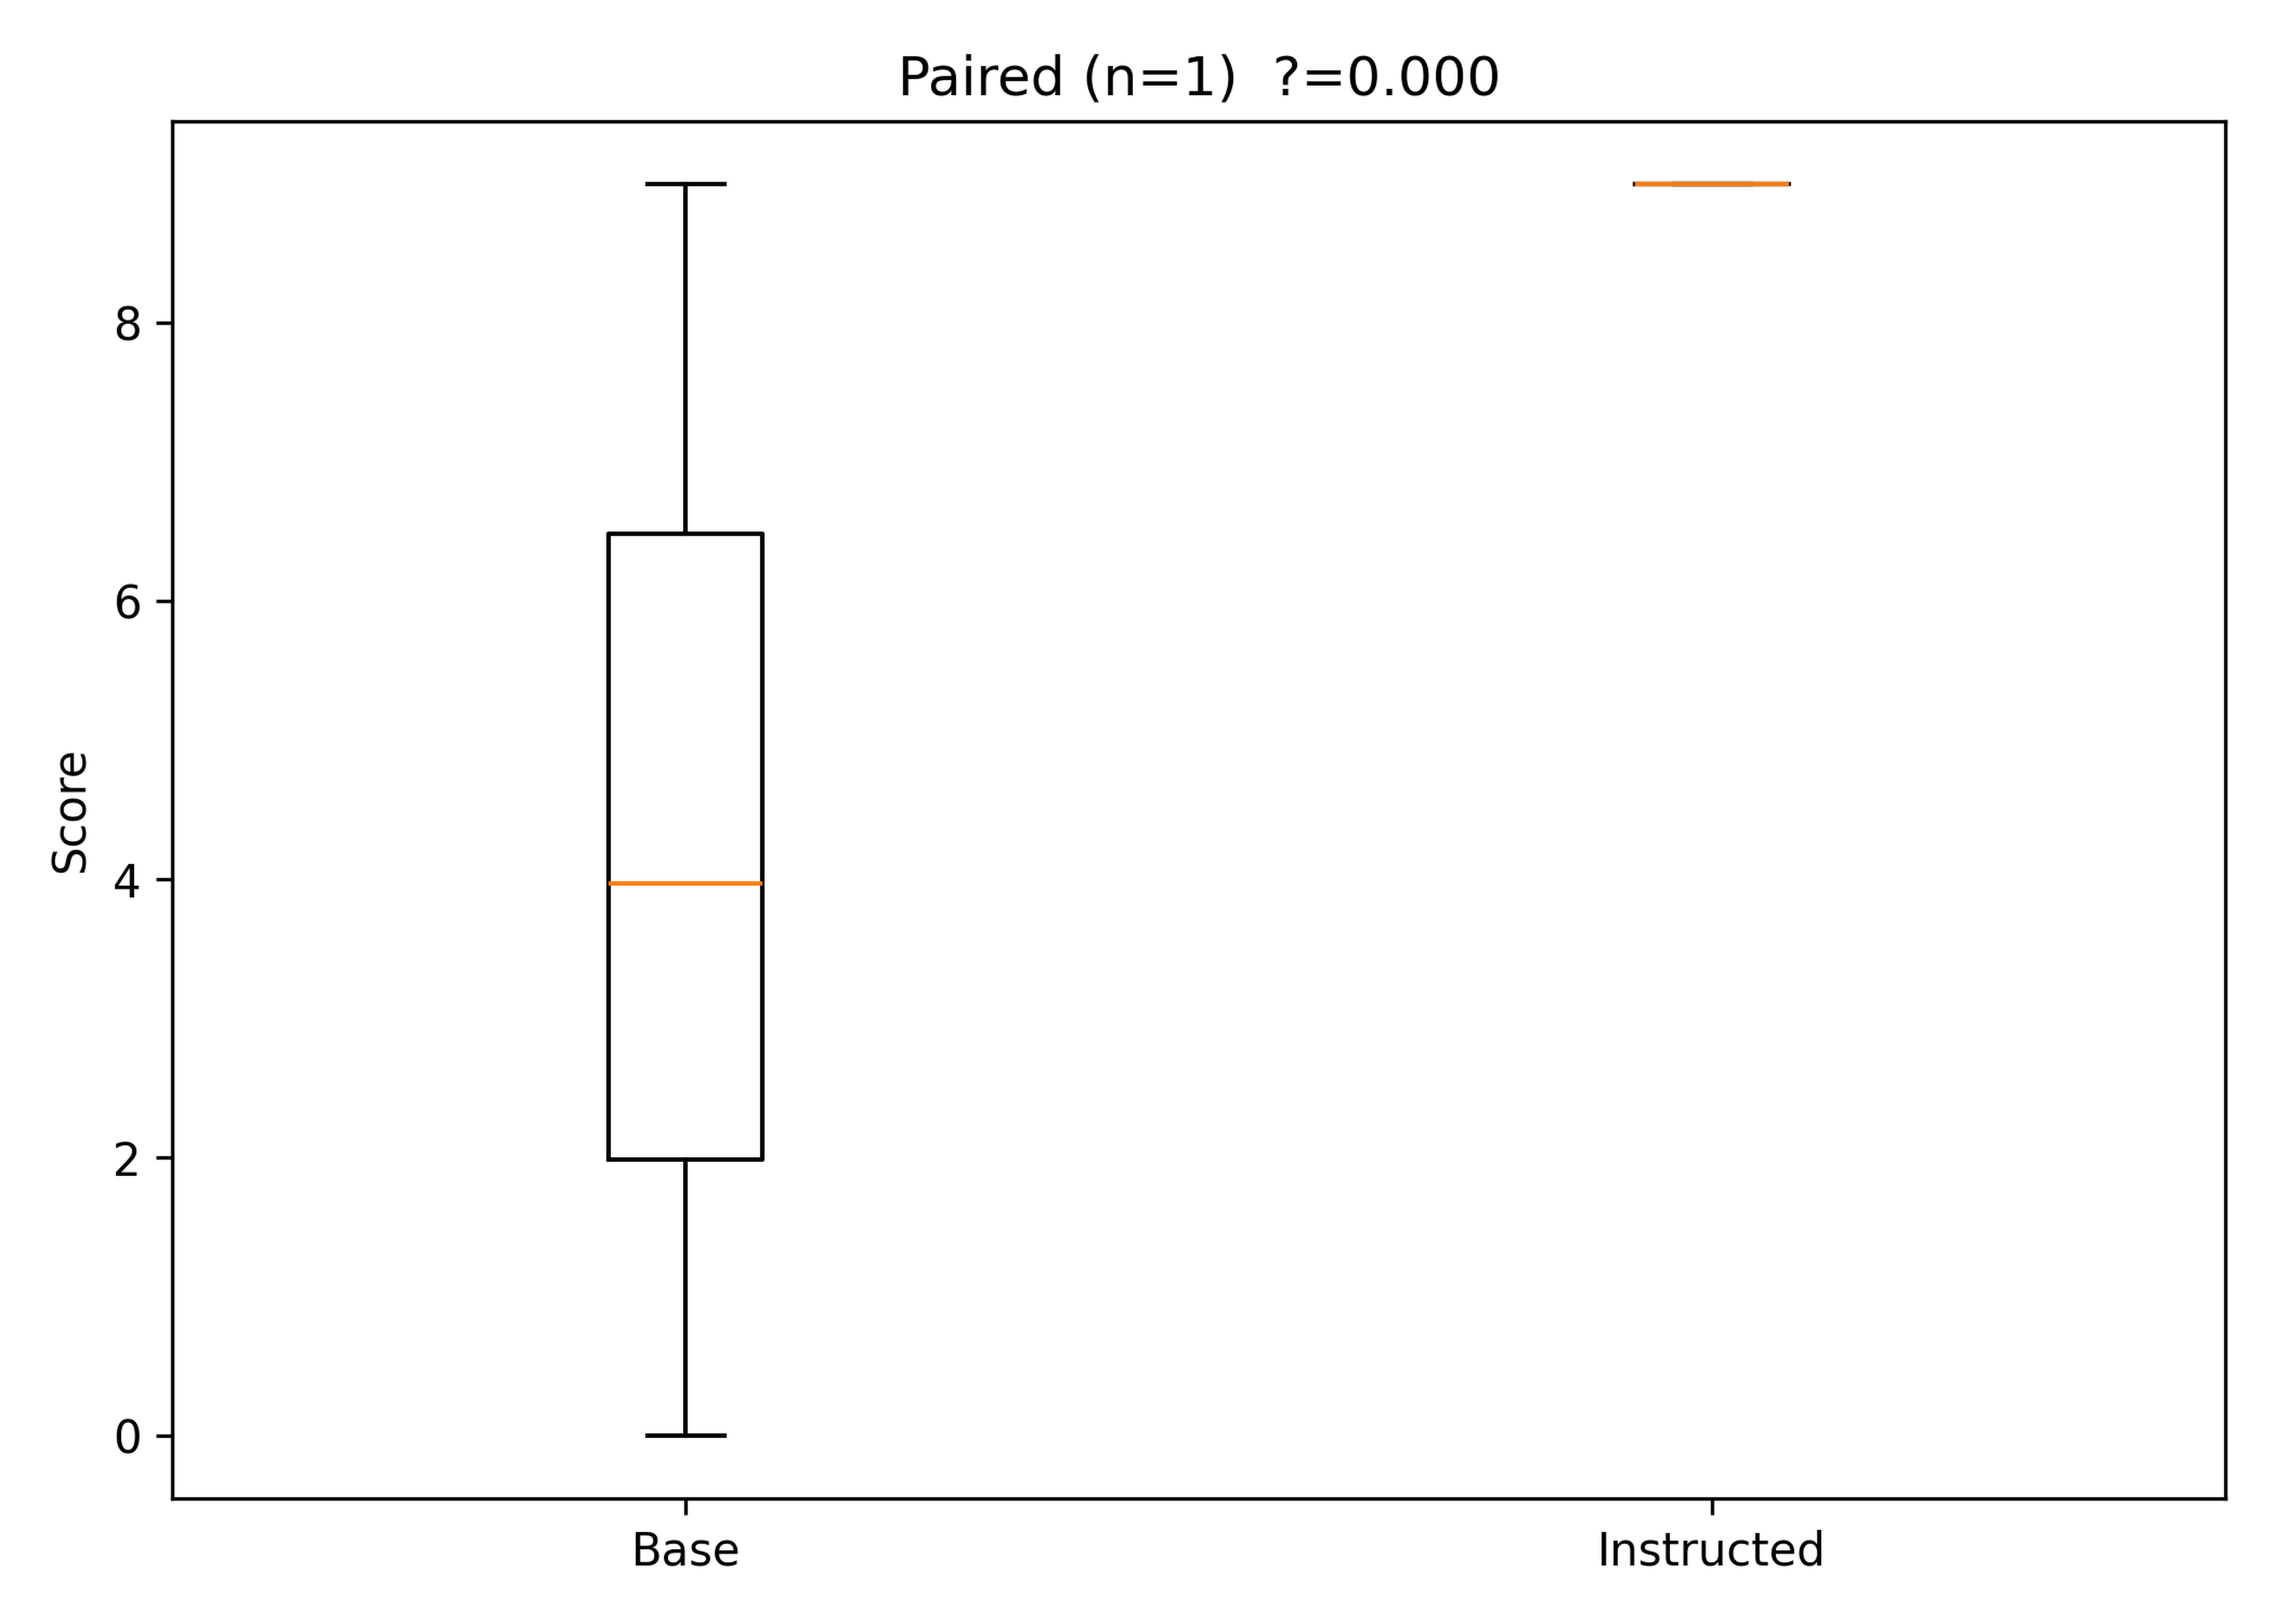 Paired (n=1)  ?=0.000
Score
8
6
4
2
0
Base
Instructed